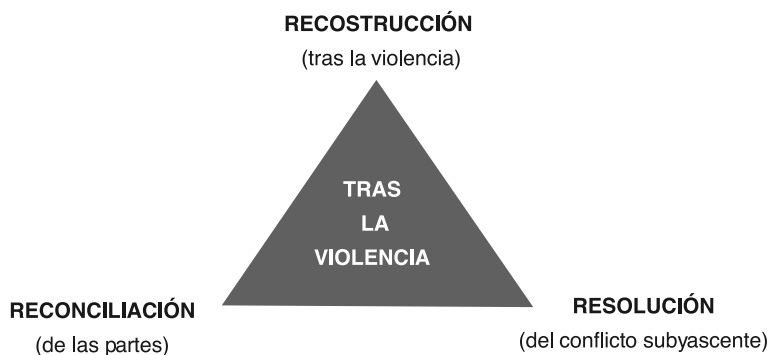 RECOSTRUCCIÓN
(tras la violencia)
TRAS
LA
VIOLENCIA
RECONCILIACIÓN
(de las partes)
RESOLUCIÓN
(del conflicto subyascente)